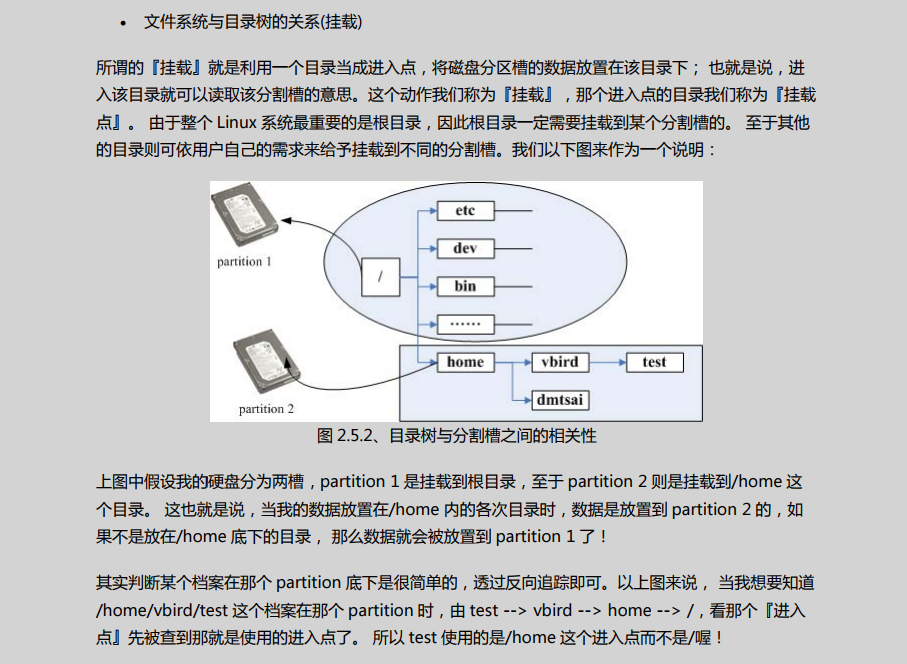 • 文件系统与目录树的关系(挂载)
所谓的『挂载』就是利用一个目录当成进入点，将磁盘分区槽的数据放置在该目录下； 也就是说，进
入该目录就可以读取该分割槽的意思。这个动作我们称为『挂载』，那个进入点的目录我们称为『挂载
点』。 由于整个 Linux 系统最重要的是根目录，因此根目录一定需要挂载到某个分割槽的。 至于其他
的目录则可依用户自己的需求来给予挂载到不同的分割槽。我们以下图来作为一个说明：
etc
dev
partition 1
/
bin
……
home
vbird
test
dmtsai
partition 2
图 2.5.2、目录树与分割槽之间的相关性
上图中假设我的硬盘分为两槽，partition 1 是挂载到根目录，至于 partition 2 则是挂载到/home 这
个目录。 这也就是说，当我的数据放置在/home 内的各次目录时，数据是放置到 partition 2 的，如
果不是放在/home 底下的目录， 那么数据就会被放置到 partition 1 了！
其实判断某个档案在那个 partition 底下是很简单的，透过反向追踪即可。以上图来说， 当我想要知道
/home/vbird/test 这个档案在那个 partition 时，由 test --> vbird --> home --> /，看那个『进入
点』先被查到那就是使用的进入点了。 所以 test 使用的是/home 这个进入点而不是/喔！